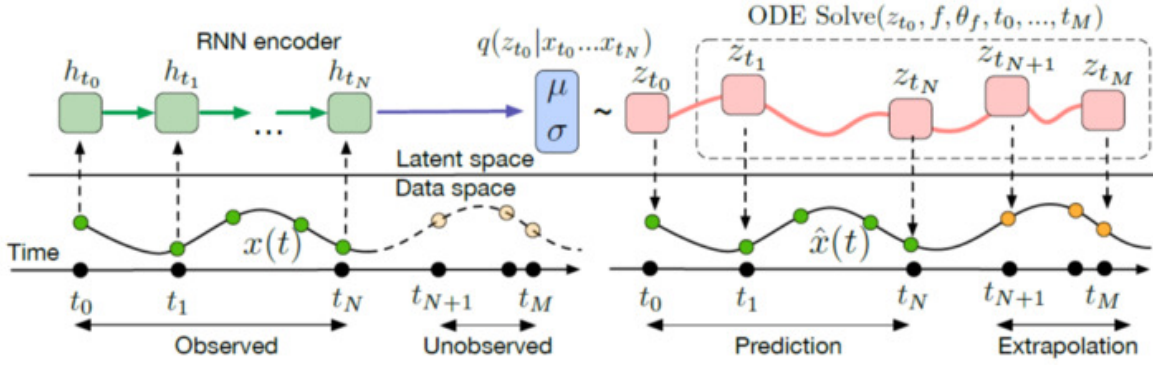 ODE Solve(z_{t_0}, f, θ_f, t_0, ..., t_M)
RNN encoder
q(z_{t_0}|x_{t_0}...x_{t_N})
h_{t_0} h_{t_1} h_{t_N}
z_{t_0} z_{t_1} z_{t_N} z_{t_{N+1}} z_{t_M}
μ
σ
~
...
Latent space
Data space
x(t) x̂(t)
Time
t_0 t_1 t_N t_{N+1} t_M t_0 t_1 t_N t_{N+1} t_M
Observed Unobserved Prediction Extrapolation